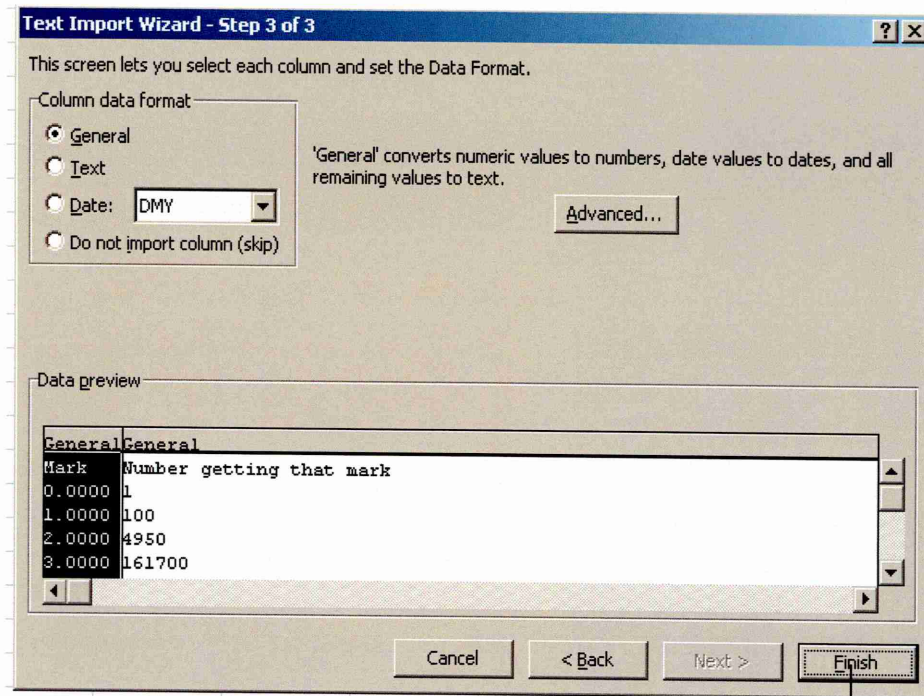 Text Import Wizard - Step 3 of 3
? X
This screen lets you select each column and set the Data Format.
Column data format
General
Text
Date: DMY
Do not import column (skip)
'General' converts numeric values to numbers, date values to dates, and all
remaining values to text.
Advanced...
Data preview
General General
Mark Number getting that mark
0.0000 1
1.0000 100
2.0000 4950
3.0000 161700
Cancel < Back Next > Finish